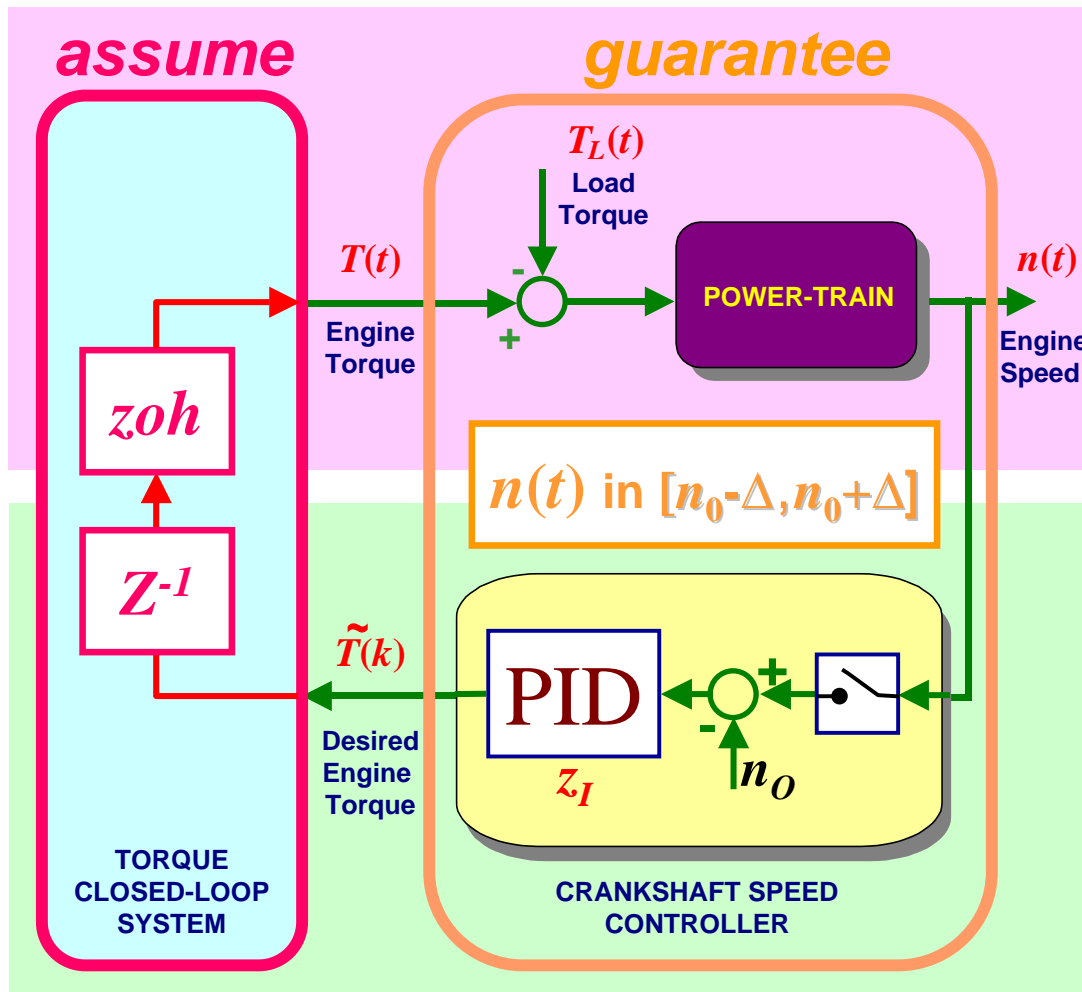 assume
guarantee
T_L(t)
Load
Torque
T(t)
-
+
Engine
Torque
POWER-TRAIN
n(t)
Engine
Speed
zoh
n(t) in [n_0-Δ,n_0+Δ]
Z^-1
T̃(k)
Desired
Engine
Torque
PID
z_I
+
-
n_O
TORQUE
CLOSED-LOOP
SYSTEM
CRANKSHAFT SPEED
CONTROLLER